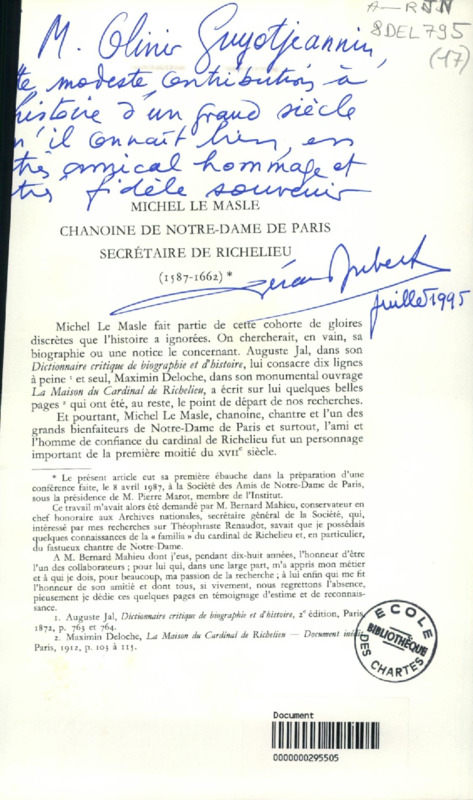 A — RJN
8DEL795
(17)
M. Olivier Guyotjeannin,
te modeste contribution à
histoire d'un grand siècle
'il connaît bien, en
très amical hommage et
très fidèle souvenir
MICHEL LE MASLE
CHANOINE DE NOTRE-DAME DE PARIS
SECRÉTAIRE DE RICHELIEU
(1587-1662) *
Jubert
juillet 1995
Michel Le Masle fait partie de cette cohorte de gloires
discrètes que l'histoire a ignorées. On chercherait, en vain, sa
biographie ou une notice le concernant. Auguste Jal, dans son
Dictionnaire critique de biographie et d'histoire, lui consacre dix lignes
à peine ¹ et seul, Maximin Deloche, dans son monumental ouvrage
La Maison du Cardinal de Richelieu, a écrit sur lui quelques belles
pages ² qui ont été, au reste, le point de départ de nos recherches.
Et pourtant, Michel Le Masle, chanoine, chantre et l'un des
grands bienfaiteurs de Notre-Dame de Paris et surtout, l'ami et
l'homme de confiance du cardinal de Richelieu fut un personnage
important de la première moitié du XVIIᵉ siècle.
* Le présent article eut sa première ébauche dans la préparation d'une
conférence faite, le 8 avril 1987, à la Société des Amis de Notre-Dame de Paris,
sous la présidence de M. Pierre Marot, membre de l'Institut.
Ce travail m'avait alors été demandé par M. Bernard Mahieu, conservateur en
chef honoraire aux Archives nationales, secrétaire général de la Société, qui,
intéressé par mes recherches sur Théophraste Renaudot, savait que je possédais
quelques connaissances de la « familia » du cardinal de Richelieu et, en particulier,
du fastueux chantre de Notre-Dame.
A M. Bernard Mahieu dont j'eus, pendant dix-huit années, l'honneur d'être
l'un des collaborateurs ; pour lui qui, dans une large part, m'a appris mon métier
et à qui je dois, pour beaucoup, ma passion de la recherche ; à lui enfin qui me fit
l'honneur de son amitié et dont tous, si vivement, nous regrettons l'absence,
pieusement je dédie ces quelques pages en témoignage d'estime et de reconnais-
sance.
1. Auguste Jal, Dictionnaire critique de biographie et d'histoire, 2ᵉ édition, Paris,
1872, p. 763 et 764.
2. Maximin Deloche, La Maison du Cardinal de Richelieu — Document inédit
Paris, 1912, p. 103 à 115.
ECOLE
BIBLIOTHÈQUE
DES CHARTES
Document
0000000295505